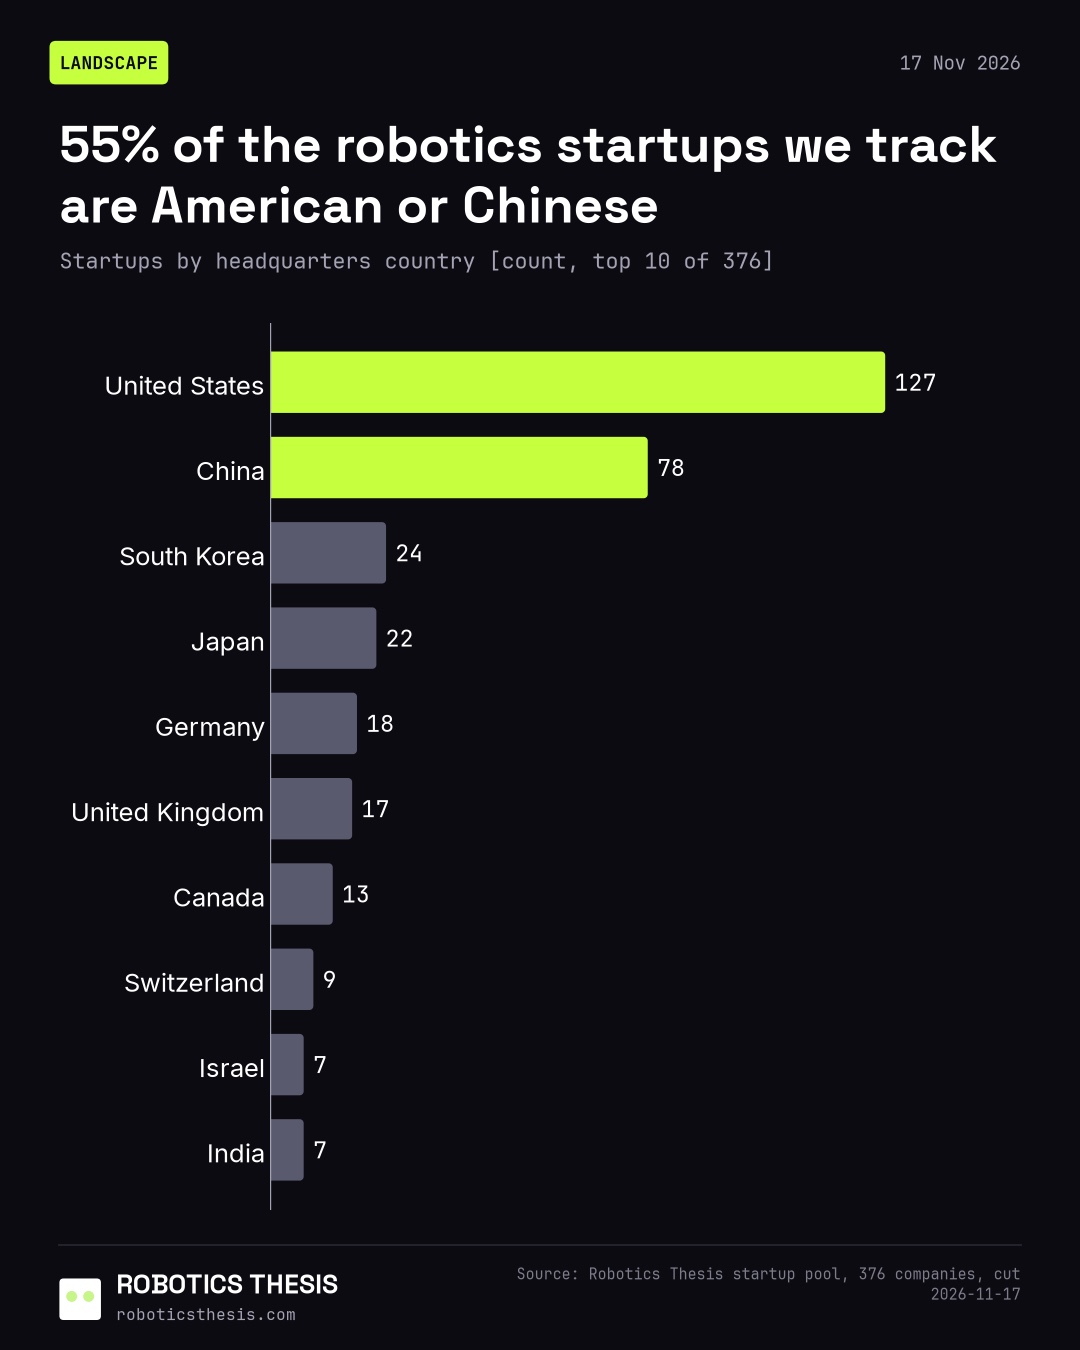 LANDSCAPE
17 Nov 2026
55% of the robotics startups we track
are American or Chinese
Startups by headquarters country [count, top 10 of 376]
United States 127
China 78
South Korea 24
Japan 22
Germany 18
United Kingdom 17
Canada 13
Switzerland 9
Israel 7
India 7
ROBOTICS THESIS
roboticsthesis.com
Source: Robotics Thesis startup pool, 376 companies, cut
2026-11-17